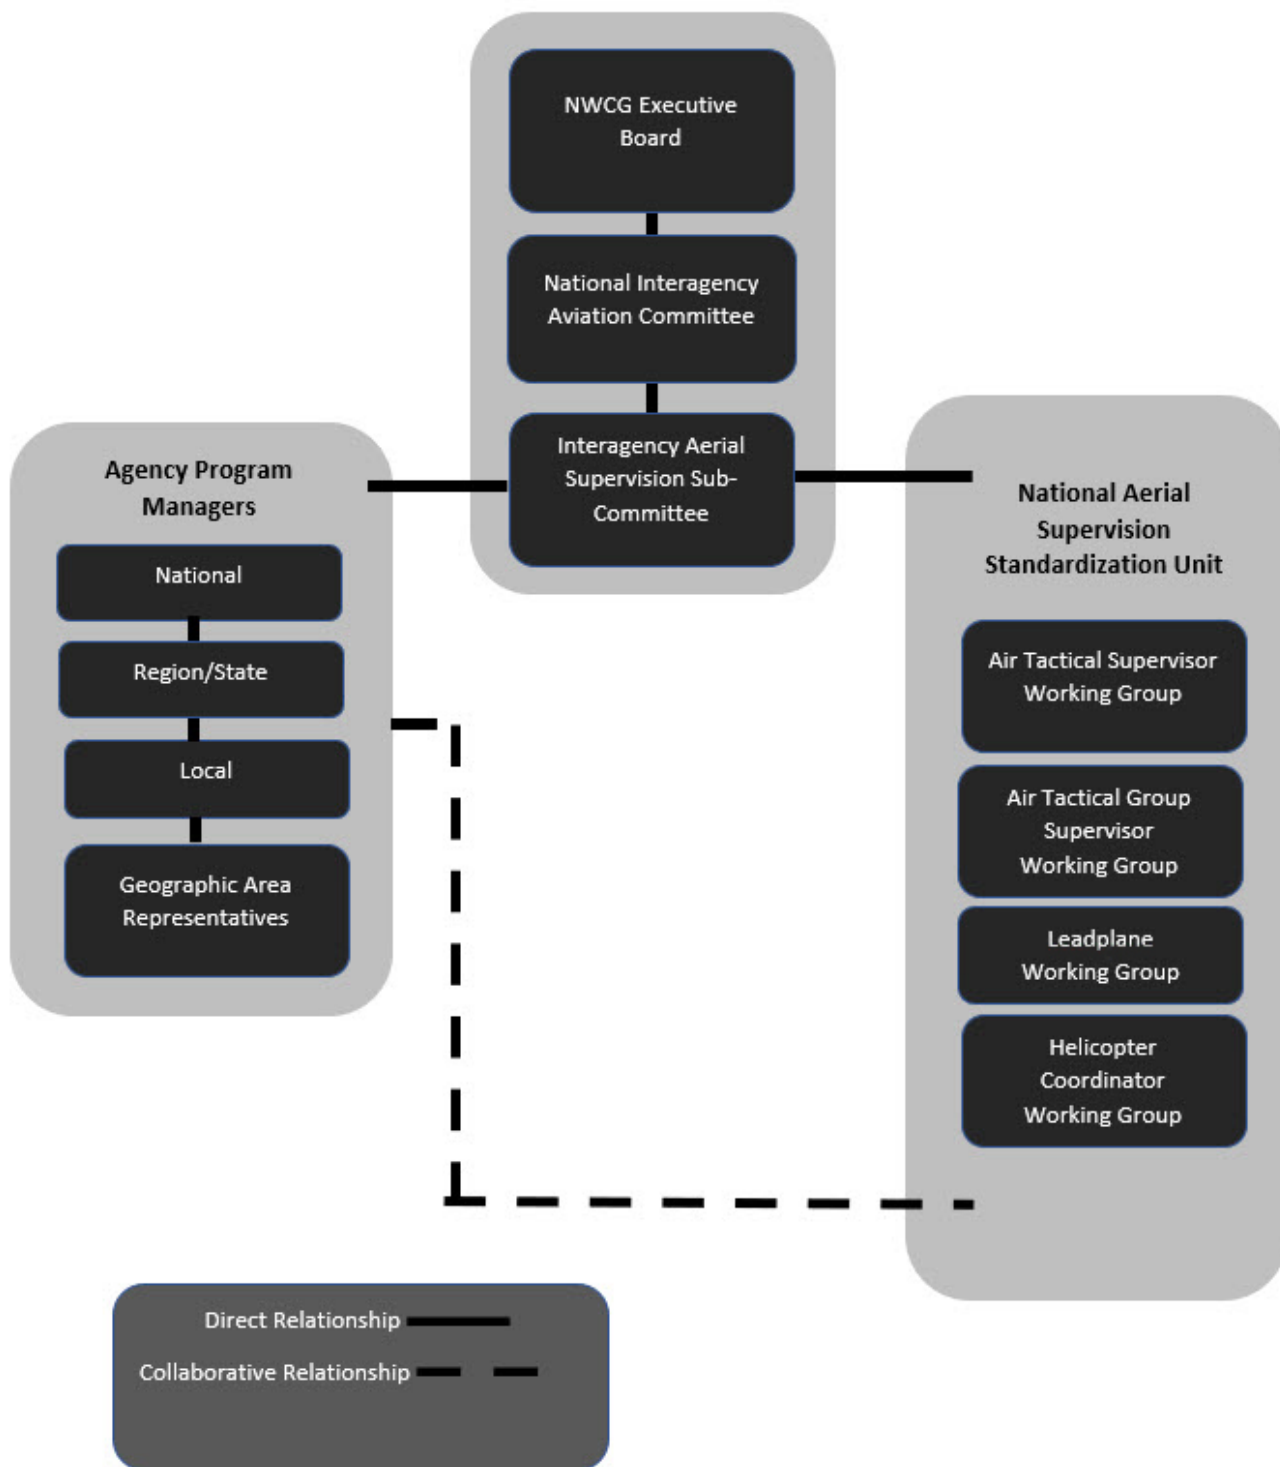 NWCG Executive
Board
National Interagency
Aviation Committee
Interagency Aerial
Supervision Sub-
Committee
Agency Program
Managers
National
Region/State
Local
Geographic Area
Representatives
National Aerial
Supervision
Standardization Unit
Air Tactical Supervisor
Working Group
Air Tactical Group
Supervisor
Working Group
Leadplane
Working Group
Helicopter
Coordinator
Working Group
Direct Relationship
Collaborative Relationship